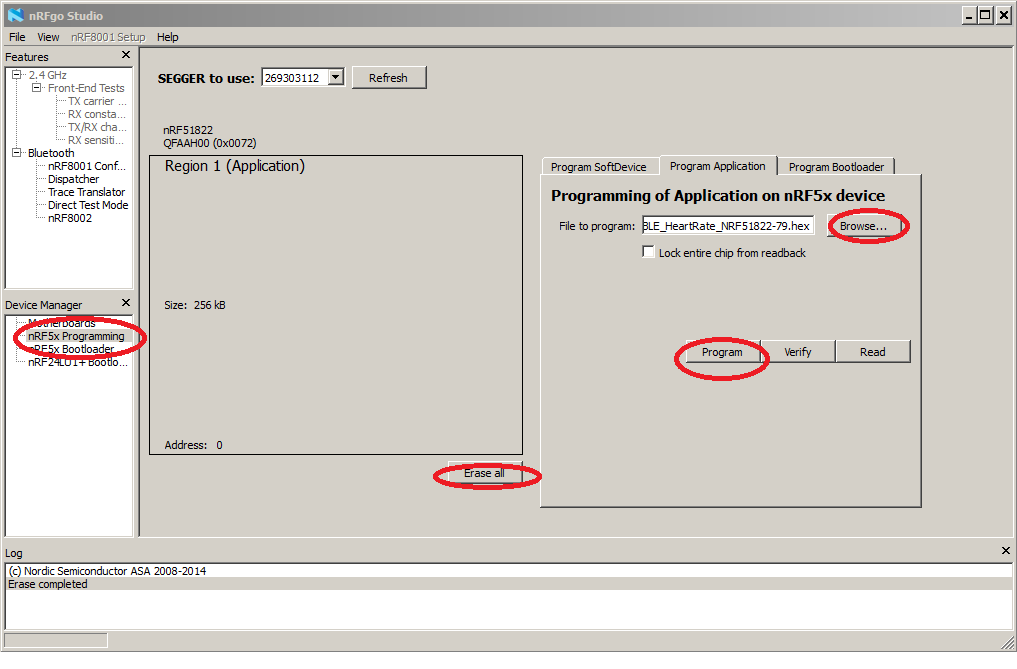 nRFgo Studio
File View nRF8001 Setup Help
Features
2.4 GHz
Front-End Tests
TX carrier ...
RX consta...
TX/RX cha...
RX sensiti...
Bluetooth
nRF8001 Conf...
Dispatcher
Trace Translator
Direct Test Mode
nRF8002
Device Manager
Motherboards
nRF5x Programming
nRF5x Bootloader
nRF24LU1+ Bootlo...
SEGGER to use: 269303112 Refresh
nRF51822
QFAAH00 (0x0072)
Region 1 (Application)
Size: 256 kB
Address: 0
Erase all
Program SoftDevice Program Application Program Bootloader
Programming of Application on nRF5x device
File to program: BLE_HeartRate_NRF51822-79.hex Browse...
Lock entire chip from readback
Program Verify Read
Log
(c) Nordic Semiconductor ASA 2008-2014
Erase completed